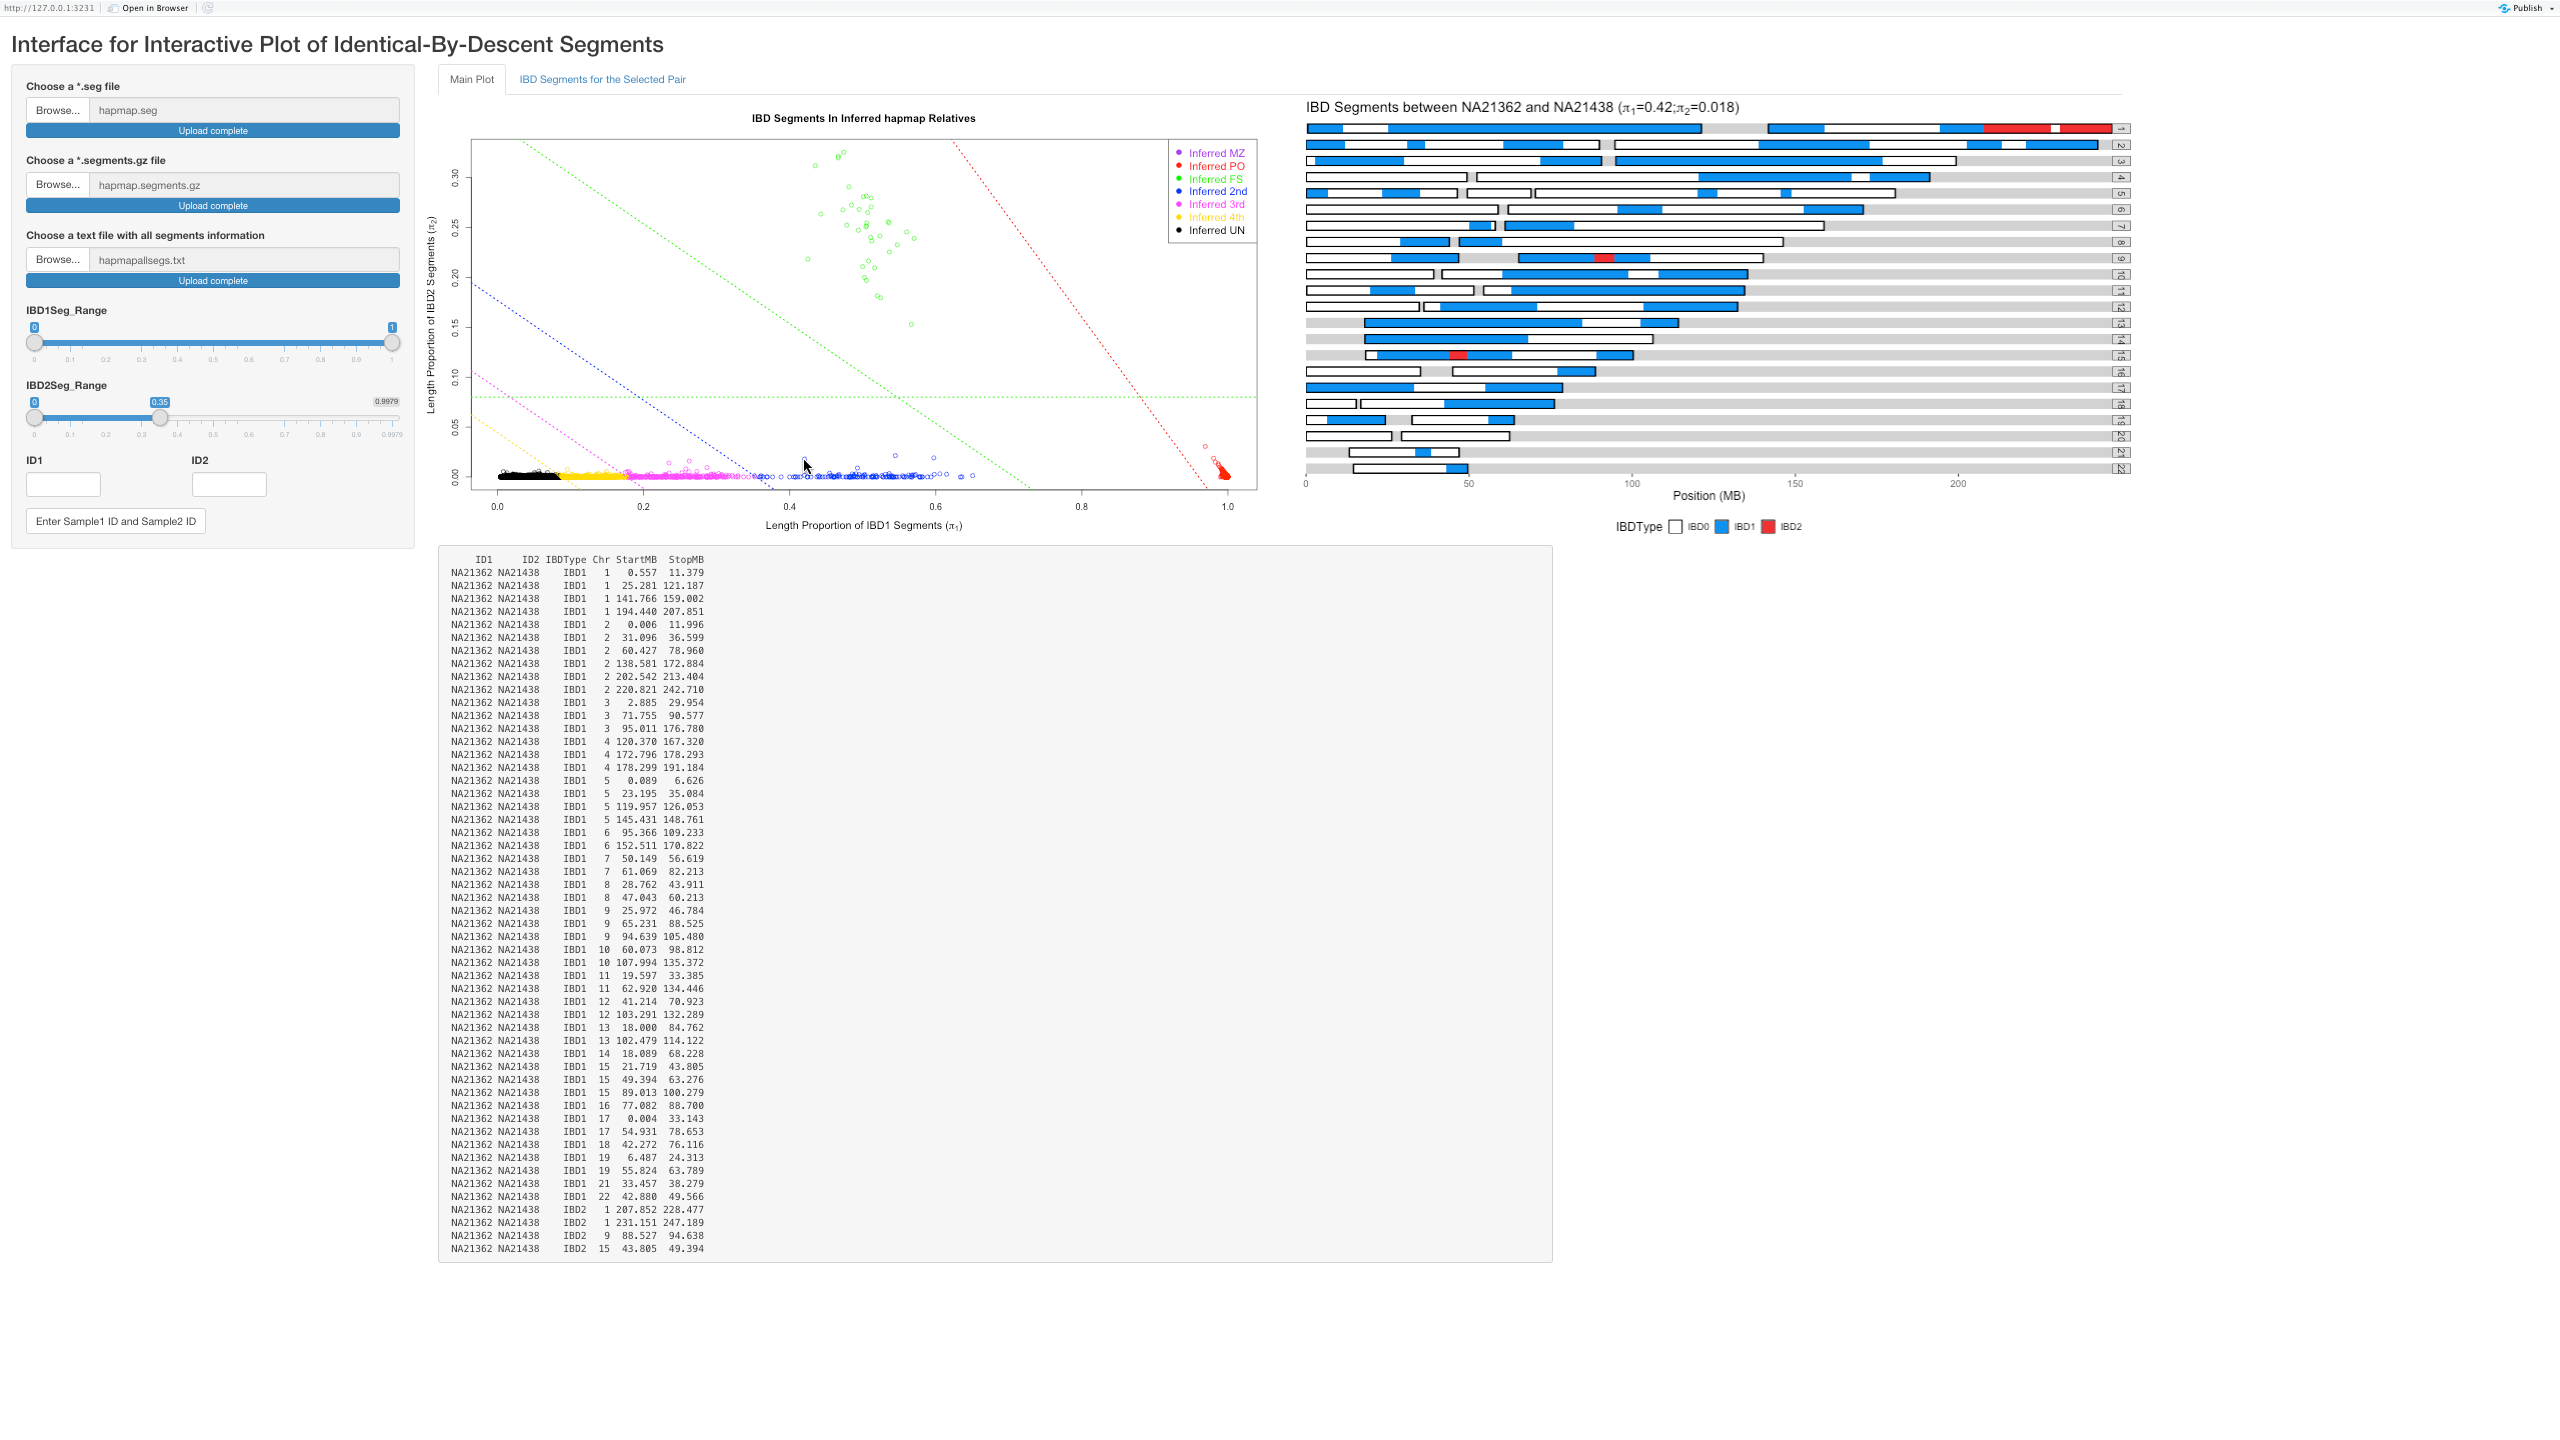 http://127.0.0.1:3231 Open in Browser Publish
Interface for Interactive Plot of Identical-By-Descent Segments
Choose a *.seg file
Browse... hapmap.seg
Upload complete
Choose a *.segments.gz file
Browse... hapmap.segments.gz
Upload complete
Choose a text file with all segments information
Browse... hapmapallsegs.txt
Upload complete
IBD1Seg_Range
0 1
0 0.1 0.2 0.3 0.4 0.5 0.6 0.7 0.8 0.9 1
IBD2Seg_Range
0 0.35 0.9979
0 0.1 0.2 0.3 0.4 0.5 0.6 0.7 0.8 0.9979
ID1 ID2
Enter Sample1 ID and Sample2 ID
Main Plot IBD Segments for the Selected Pair
IBD Segments In Inferred hapmap Relatives
Length Proportion of IBD2 Segments (π2)
0.30
0.25
0.20
0.15
0.10
0.05
0.00
Inferred MZ
Inferred PO
Inferred FS
Inferred 2nd
Inferred 3rd
Inferred 4th
Inferred UN
0.0 0.2 0.4 0.6 0.8 1.0
Length Proportion of IBD1 Segments (π1)
IBD Segments between NA21362 and NA21438 (π1=0.42;π2=0.018)
1
2
3
4
5
6
7
8
9
10
11
12
13
14
15
16
17
18
19
20
21
22
0 50 100 150 200
Position (MB)
IBDType IBD0 IBD1 IBD2
ID1 ID2 IBDType Chr StartMB StopMB
NA21362 NA21438 IBD1 1 0.557 11.379
NA21362 NA21438 IBD1 1 25.281 121.187
NA21362 NA21438 IBD1 1 141.766 159.002
NA21362 NA21438 IBD1 1 194.440 207.851
NA21362 NA21438 IBD1 2 0.006 11.996
NA21362 NA21438 IBD1 2 31.096 36.599
NA21362 NA21438 IBD1 2 60.427 78.960
NA21362 NA21438 IBD1 2 138.581 172.884
NA21362 NA21438 IBD1 2 202.542 213.404
NA21362 NA21438 IBD1 2 220.821 242.710
NA21362 NA21438 IBD1 3 2.885 29.954
NA21362 NA21438 IBD1 3 71.755 90.577
NA21362 NA21438 IBD1 3 95.011 176.780
NA21362 NA21438 IBD1 4 120.370 167.320
NA21362 NA21438 IBD1 4 172.796 178.293
NA21362 NA21438 IBD1 4 178.299 191.184
NA21362 NA21438 IBD1 5 0.089 6.626
NA21362 NA21438 IBD1 5 23.195 35.084
NA21362 NA21438 IBD1 5 119.957 126.053
NA21362 NA21438 IBD1 5 145.431 148.761
NA21362 NA21438 IBD1 6 95.366 109.233
NA21362 NA21438 IBD1 6 152.511 170.822
NA21362 NA21438 IBD1 7 50.149 56.619
NA21362 NA21438 IBD1 7 61.069 82.213
NA21362 NA21438 IBD1 8 28.762 43.911
NA21362 NA21438 IBD1 8 47.043 60.213
NA21362 NA21438 IBD1 9 25.972 46.784
NA21362 NA21438 IBD1 9 65.231 88.525
NA21362 NA21438 IBD1 9 94.639 105.480
NA21362 NA21438 IBD1 10 60.073 98.812
NA21362 NA21438 IBD1 10 107.994 135.372
NA21362 NA21438 IBD1 11 19.597 33.385
NA21362 NA21438 IBD1 11 62.920 134.446
NA21362 NA21438 IBD1 12 41.214 70.923
NA21362 NA21438 IBD1 12 103.291 132.289
NA21362 NA21438 IBD1 13 18.000 84.762
NA21362 NA21438 IBD1 13 102.479 114.122
NA21362 NA21438 IBD1 14 18.089 68.228
NA21362 NA21438 IBD1 15 21.719 43.805
NA21362 NA21438 IBD1 15 49.394 63.276
NA21362 NA21438 IBD1 15 89.013 100.279
NA21362 NA21438 IBD1 16 77.082 88.700
NA21362 NA21438 IBD1 17 0.004 33.143
NA21362 NA21438 IBD1 17 54.931 78.653
NA21362 NA21438 IBD1 18 42.272 76.116
NA21362 NA21438 IBD1 19 6.487 24.313
NA21362 NA21438 IBD1 19 55.824 63.789
NA21362 NA21438 IBD1 21 33.457 38.279
NA21362 NA21438 IBD1 22 42.880 49.566
NA21362 NA21438 IBD2 1 207.852 228.477
NA21362 NA21438 IBD2 1 231.151 247.189
NA21362 NA21438 IBD2 9 88.527 94.638
NA21362 NA21438 IBD2 15 43.805 49.394